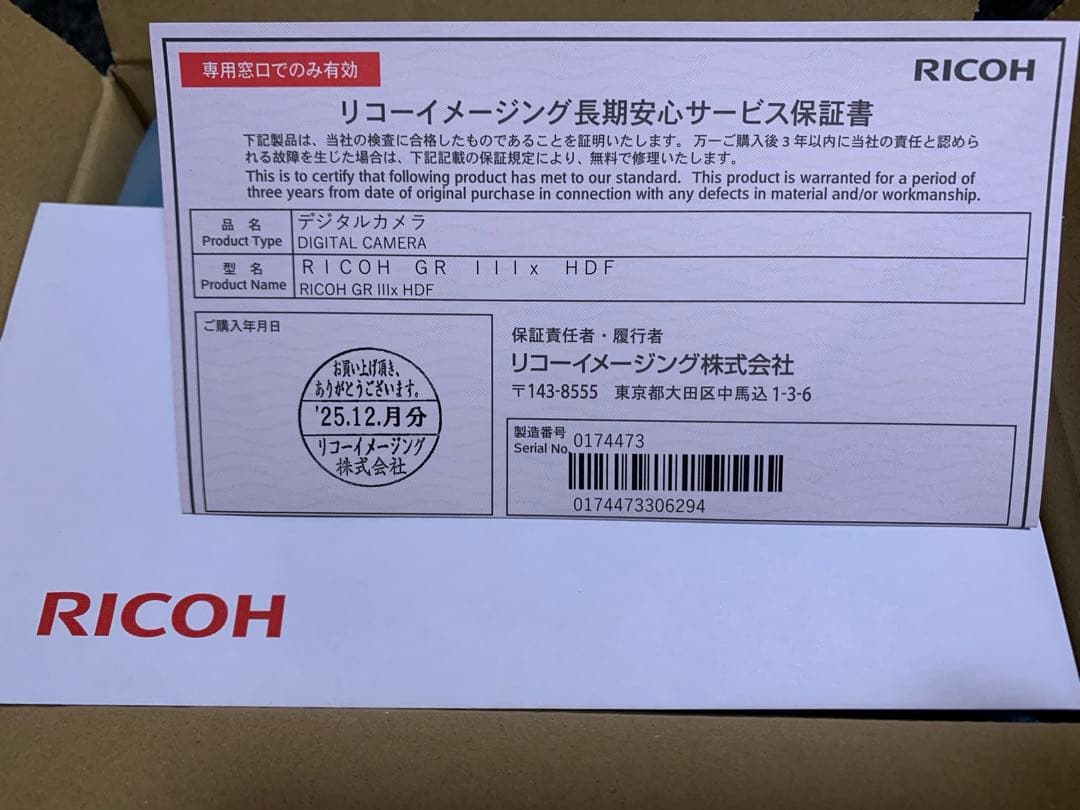 専用窓口でのみ有効
RICOH
リコーイメージング長期安心サービス保証書
下記製品は、当社の検査に合格したものであることを証明いたします。万一ご購入後3年以内に当社の責任と認めら
れる故障を生じた場合は、下記記載の保証規定により、無料で修理いたします。
This is to certify that following product has met to our standard. This product is warranted for a period of
three years from date of original purchase in connection with any defects in material and/or workmanship.
品 名
Product Type
デジタルカメラ
DIGITAL CAMERA
型 名
Product Name
RICOH GR IIIx HDF
RICOH GR IIIx HDF
ご購入年月日
お買い上げ頂き、
ありがとうございます。
'25.12.月分
リコーイメージング
株式会社
保証責任者・履行者
リコーイメージング株式会社
〒143-8555 東京都大田区中馬込1-3-6
製造番号
Serial No.
0174473
0174473306294
RICOH